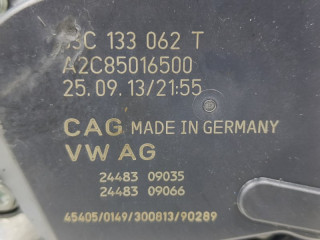 133 062 T
A2C85016500
25.09.13/21:55
CAG MADE IN GERMANY
VW AG
24483 09035
24483 09066
45405/0149/300813/90289